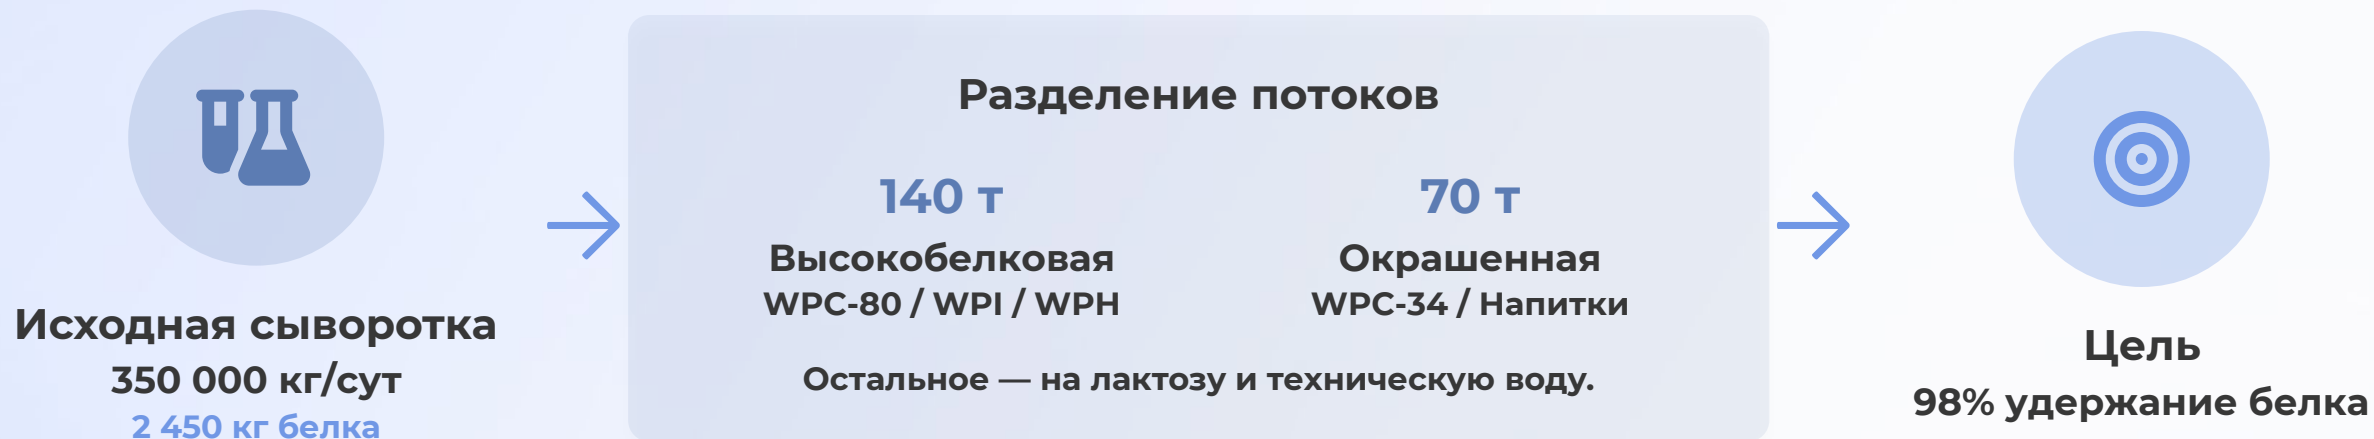 Исходная сыворотка
350 000 кг/сут
2 450 кг белка
Разделение потоков
140 т
Высокобелковая
WPC-80 / WPI / WPH
70 т
Окрашенная
WPC-34 / Напитки
Остальное — на лактозу и техническую воду.
Цель
98% удержание белка